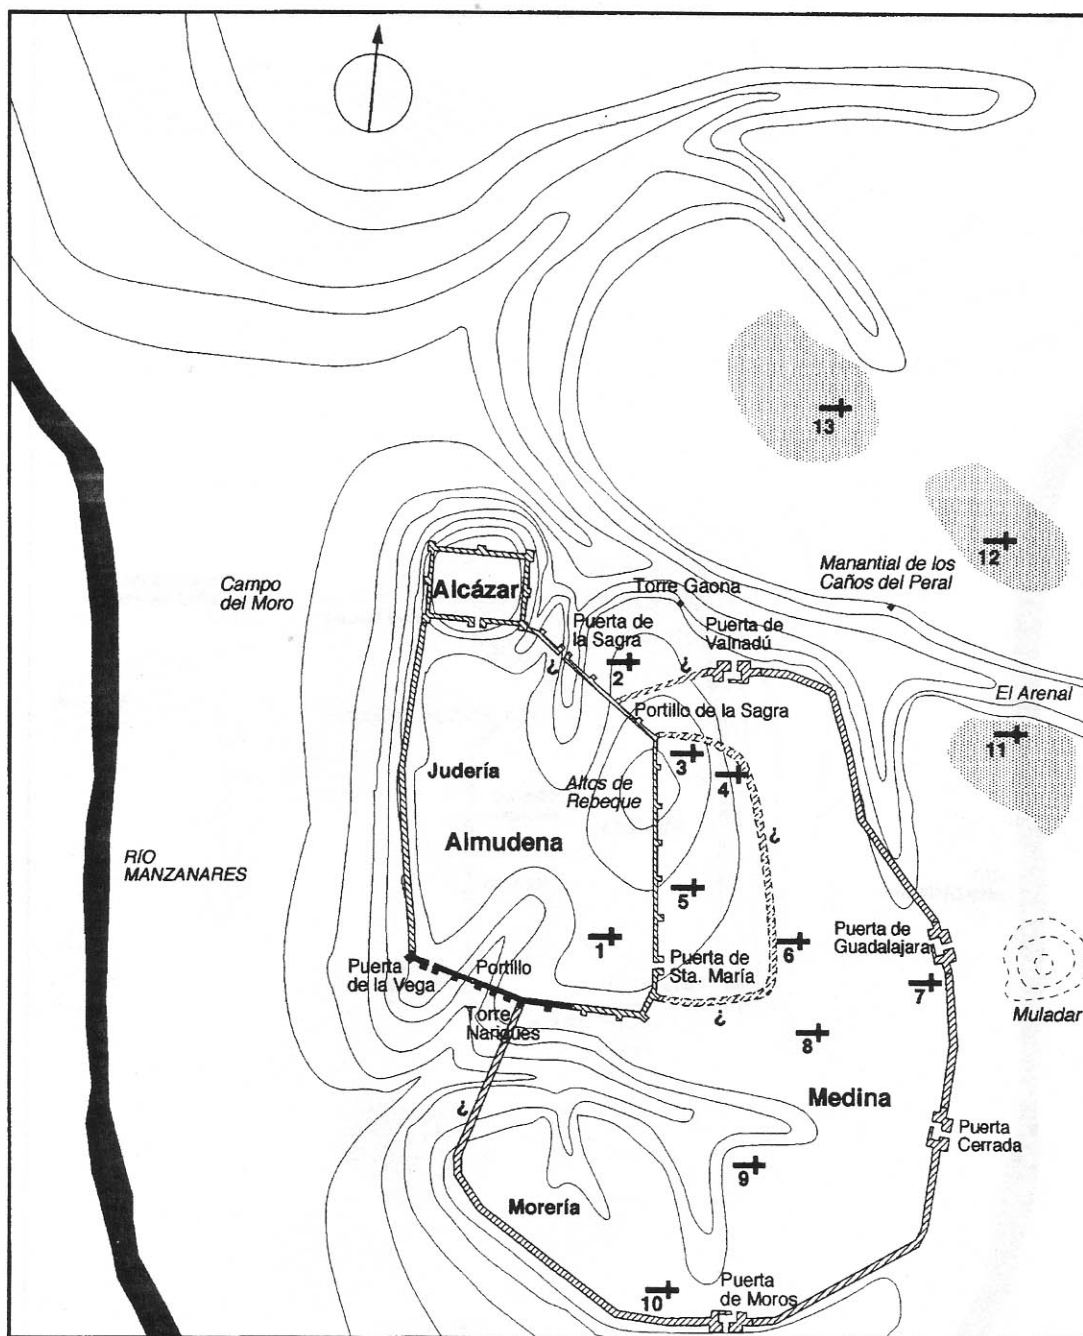 13
12
Manantial de los
Caños del Peral
Campo
del Moro
Alcázar
Torre Gaona
Puerta de
la Sagra
Puerta de
Valnadú
¿
2
¿
El Arenal
Portillo de la Sagra
11
3
4
Judería
Altos de
Rebeque
Almudena
¿
RÍO
MANZANARES
5
1
6
Puerta de
Guadalajara
Puerta
de la Vega
Portillo
Puerta de
Sta. María
7
Torre
Narigües
¿
8
Muladar
Medina
¿
Puerta
Cerrada
9
Morería
10
Puerta
de Moros